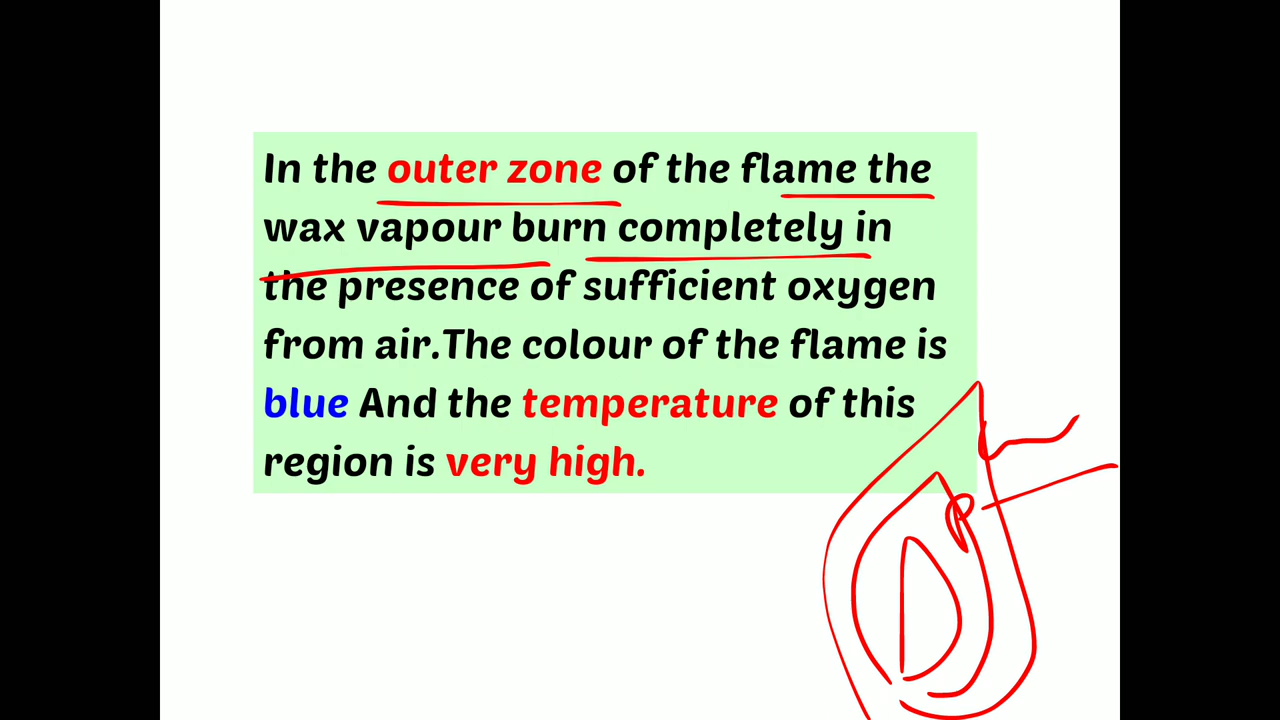 In the outer zone of the flame the
wax vapour burn completely in
the presence of sufficient oxygen
from air.The colour of the flame is
blue And the temperature of this
region is very high.